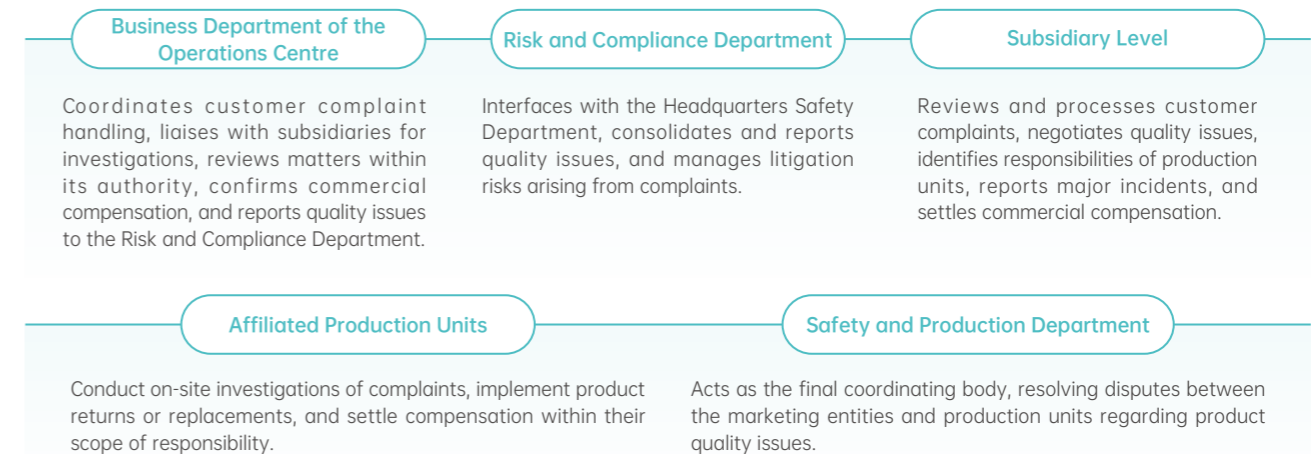 Business Department of the
Operations Centre
Coordinates customer complaint
handling, liaises with subsidiaries for
investigations, reviews matters within
its authority, confirms commercial
compensation, and reports quality issues
to the Risk and Compliance Department.
Risk and Compliance Department
Interfaces with the Headquarters Safety
Department, consolidates and reports
quality issues, and manages litigation
risks arising from complaints.
Subsidiary Level
Reviews and processes customer
complaints, negotiates quality issues,
identifies responsibilities of production
units, reports major incidents, and
settles commercial compensation.
Affiliated Production Units
Conduct on-site investigations of complaints, implement product
returns or replacements, and settle compensation within their
scope of responsibility.
Safety and Production Department
Acts as the final coordinating body, resolving disputes between
the marketing entities and production units regarding product
quality issues.